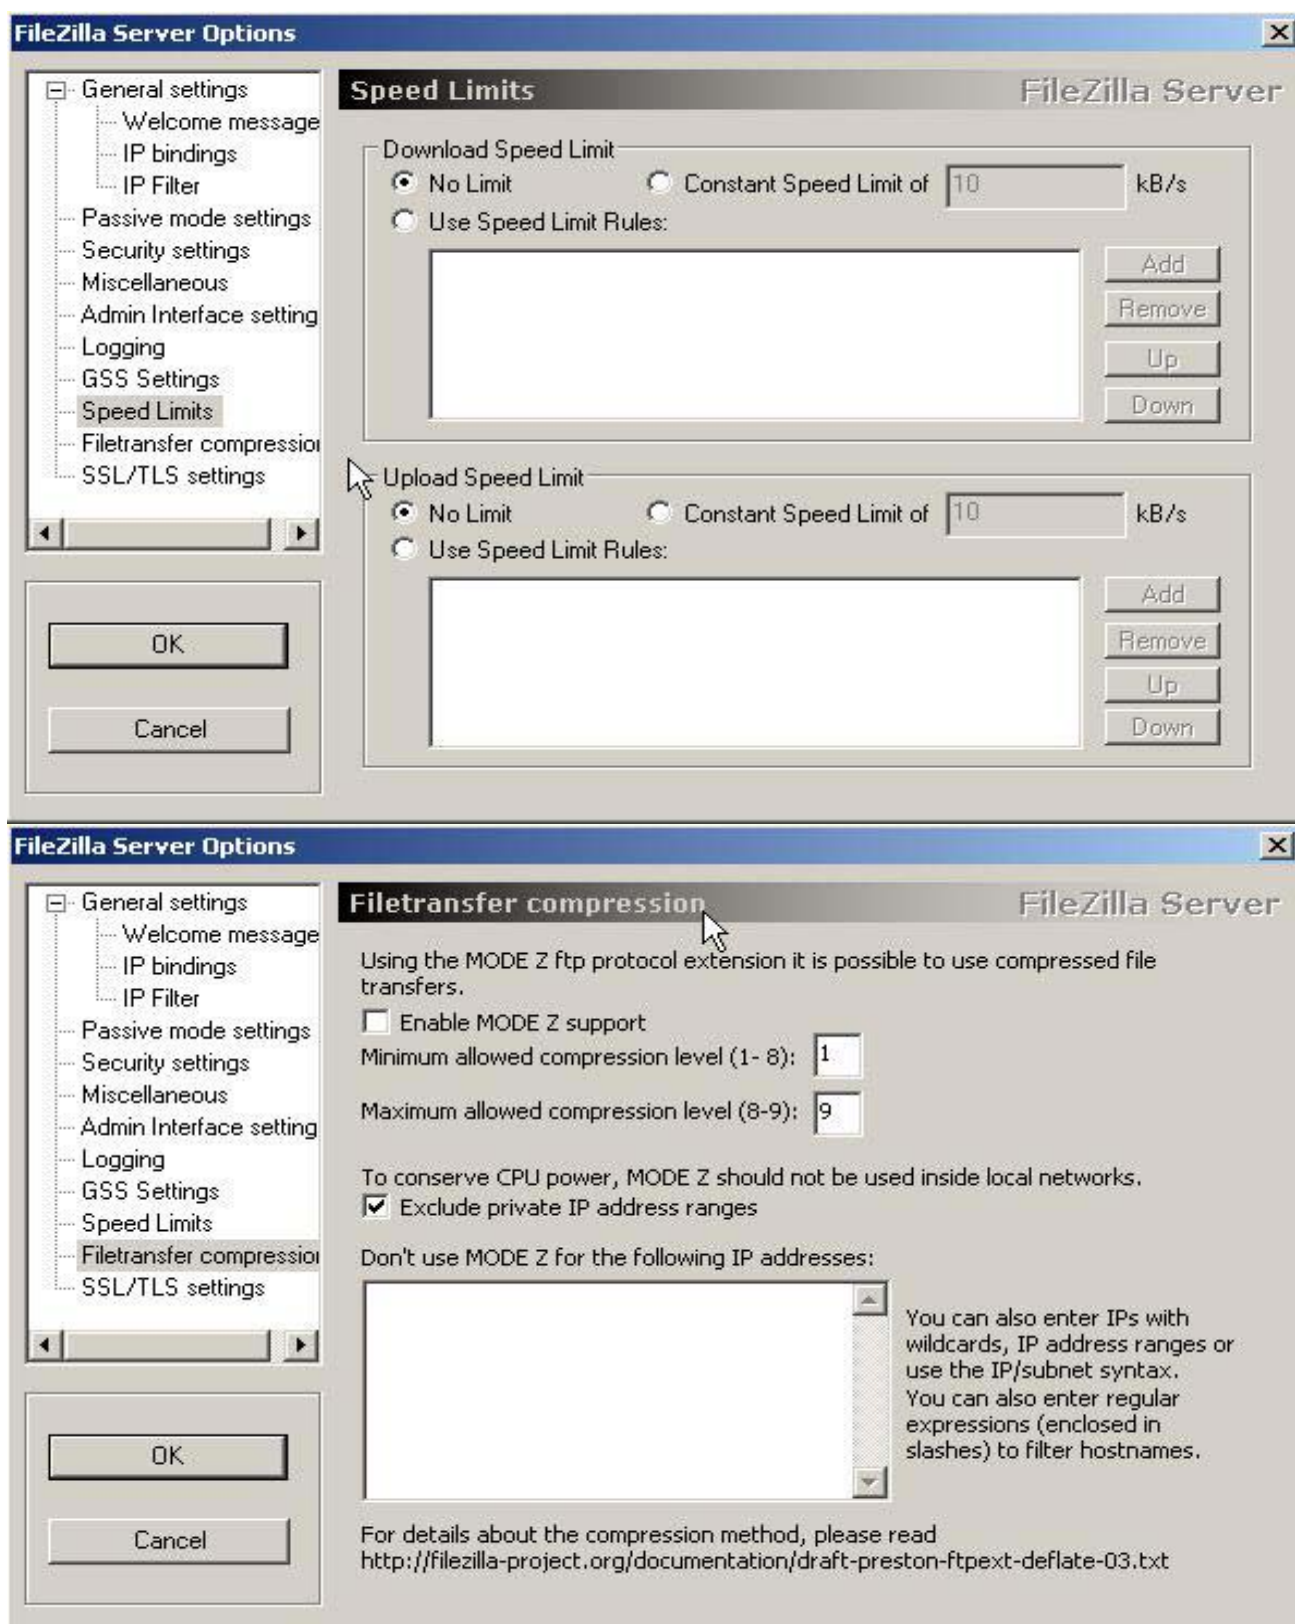 FileZilla Server Options
General settings
Welcome message
IP bindings
IP Filter
Passive mode settings
Security settings
Miscellaneous
Admin Interface setting
Logging
GSS Settings
Speed Limits
Filetransfer compression
SSL/TLS settings
OK
Cancel
Speed Limits FileZilla Server
Download Speed Limit
No Limit Constant Speed Limit of 10 kB/s
Use Speed Limit Rules:
Add
Remove
Up
Down
Upload Speed Limit
No Limit Constant Speed Limit of 10 kB/s
Use Speed Limit Rules:
Add
Remove
Up
Down
FileZilla Server Options
General settings
Welcome message
IP bindings
IP Filter
Passive mode settings
Security settings
Miscellaneous
Admin Interface setting
Logging
GSS Settings
Speed Limits
Filetransfer compression
SSL/TLS settings
OK
Cancel
Filetransfer compression FileZilla Server
Using the MODE Z ftp protocol extension it is possible to use compressed file
transfers.
Enable MODE Z support
Minimum allowed compression level (1- 8): 1
Maximum allowed compression level (8-9): 9
To conserve CPU power, MODE Z should not be used inside local networks.
Exclude private IP address ranges
Don't use MODE Z for the following IP addresses:
You can also enter IPs with
wildcards, IP address ranges or
use the IP/subnet syntax.
You can also enter regular
expressions (enclosed in
slashes) to filter hostnames.
For details about the compression method, please read
http://filezilla-project.org/documentation/draft-preston-ftpext-deflate-03.txt